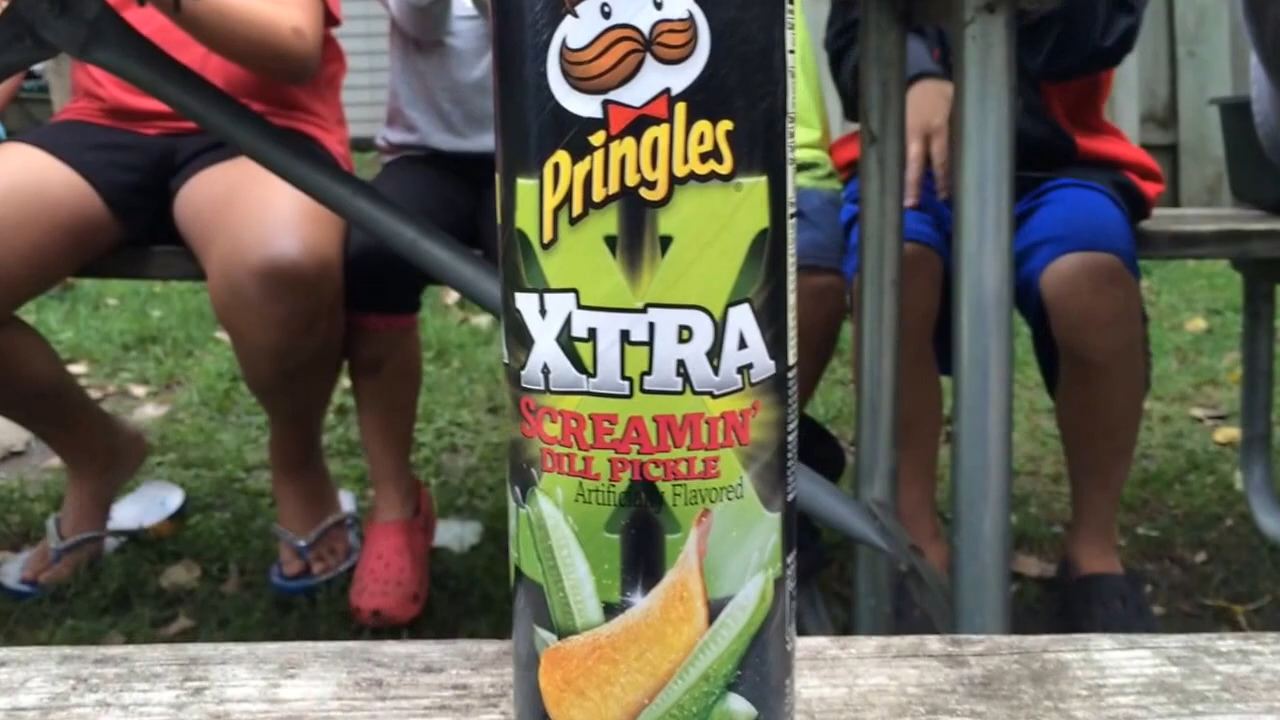 Pringles
XTRA
SCREAMIN'
DILL PICKLE
Artificially Flavored